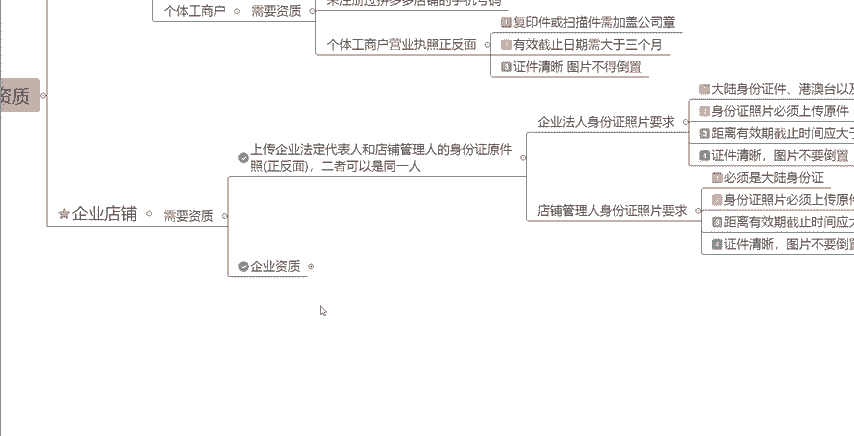 未注册过拼多多店铺的手机号码
个体工商户
需要资质
复印件或扫描件需加盖公司章
个体工商户营业执照正反面
有效截止日期需大于三个月
证件清晰 图片不得倒置
资质
大陆身份证件、港澳台以及
身份证照片必须上传原件
企业法人身份证照片要求
距离有效期截止时间应大于
证件清晰，图片不要倒置
上传企业法定代表人和店铺管理人的身份证原件
照(正反面)，二者可以是同一人
必须是大陆身份证
身份证照片必须上传原件
店铺管理人身份证照片要求
距离有效期截止时间应大
证件清晰，图片不要倒置
企业店铺
需要资质
企业资质